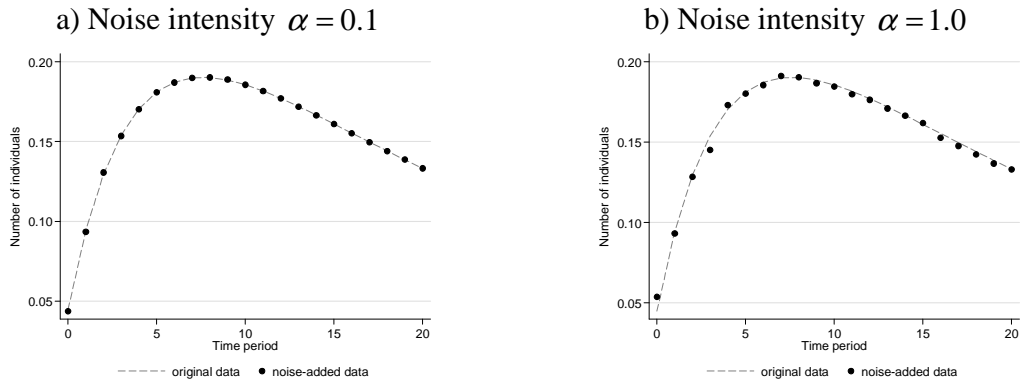 a) Noise intensity α = 0.1
0.20
0.15
0.10
0.05
Number of individuals
0 5 10 15 20
Time period
original data noise-added data
b) Noise intensity α = 1.0
0.20
0.15
0.10
0.05
Number of individuals
0 5 10 15 20
Time period
original data noise-added data